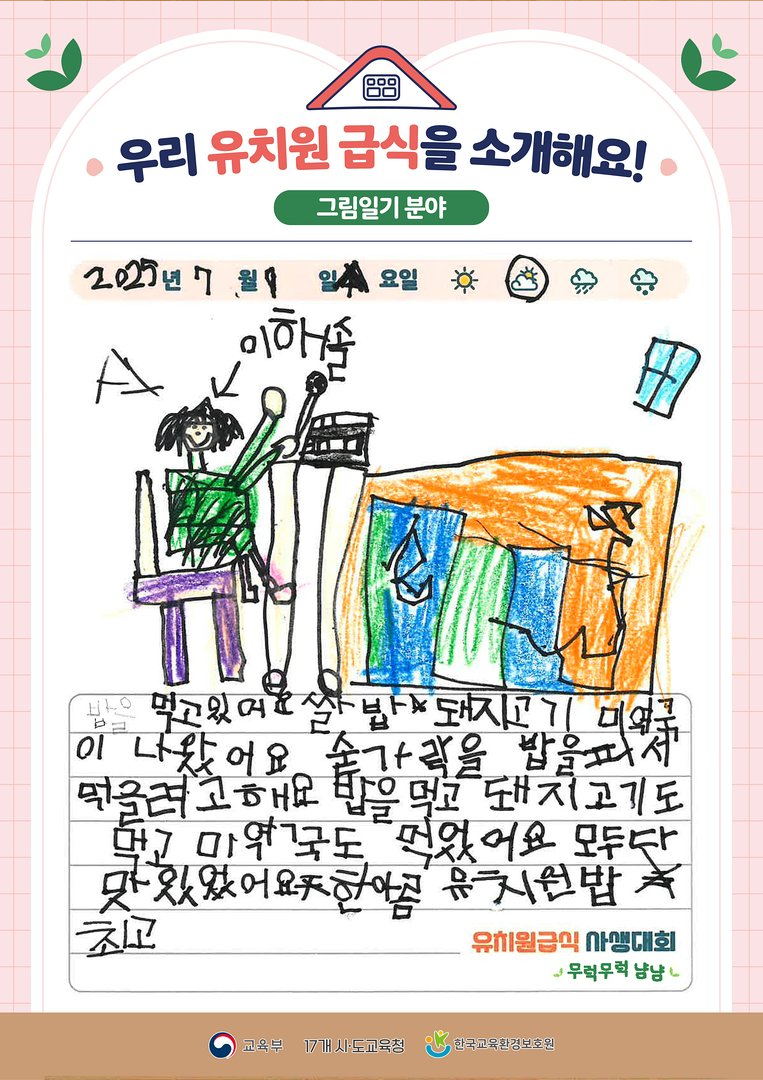 우리 유치원 급식을 소개해요!
그림일기 분야
2025년 7 월 1 일 요일
이해솔
밥을 먹고있어요 쌀밥 돼지고기 미역국
이 나왔어요 숟가락을 밥을 퍼서
먹을려고해요 밥을 먹고 돼지고기도
먹고 미역국도 먹었어요 모두다
맛있었어요 한아름 유치원밥
최고
유치원급식 사생대회
무럭무럭 냠냠
교육부 17개 시·도교육청 한국교육환경보호원